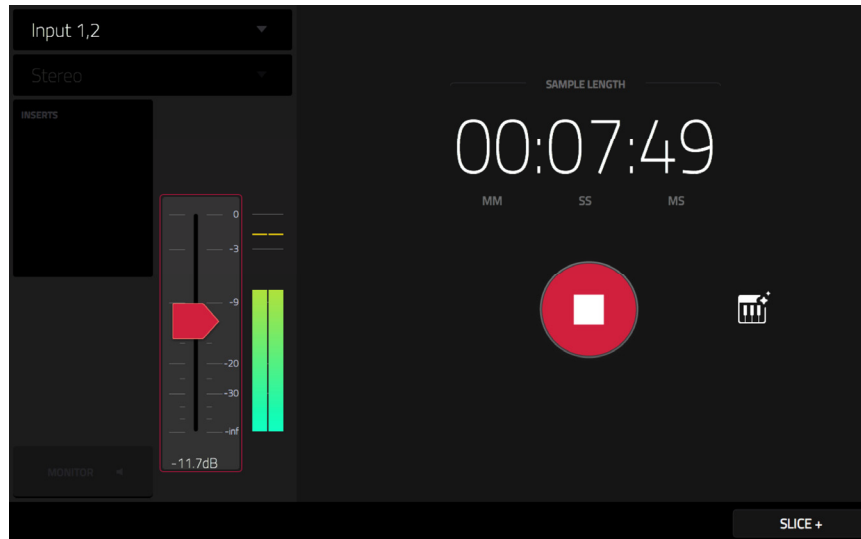 Input 1,2
Stereo
INSERTS
0
-3
-9
-20
-30
-inf
-11.7dB
MONITOR
SAMPLE LENGTH
00:07:49
MM SS MS
SLICE +